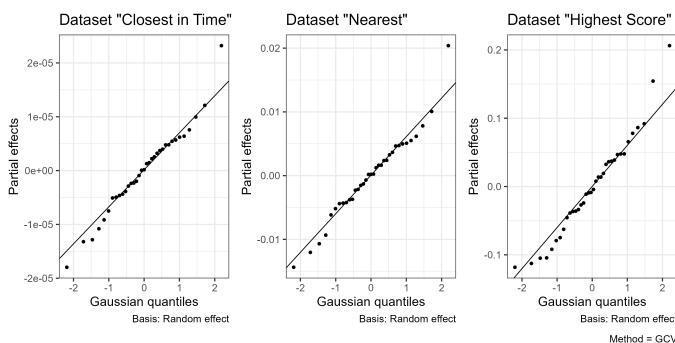 Dataset "Closest in Time"
Dataset "Nearest"
Dataset "Highest Score"
Partial effects
2e-05
1e-05
0e+00
-1e-05
-2e-05
-2
-1
0
1
2
Gaussian quantiles
Basis: Random effect
Partial effects
0.02
0.01
0.00
-0.01
-2
-1
0
1
2
Gaussian quantiles
Basis: Random effect
Partial effects
0.2
0.1
0.0
-0.1
-2
-1
0
1
2
Gaussian quantiles
Basis: Random effect
Method = GCV